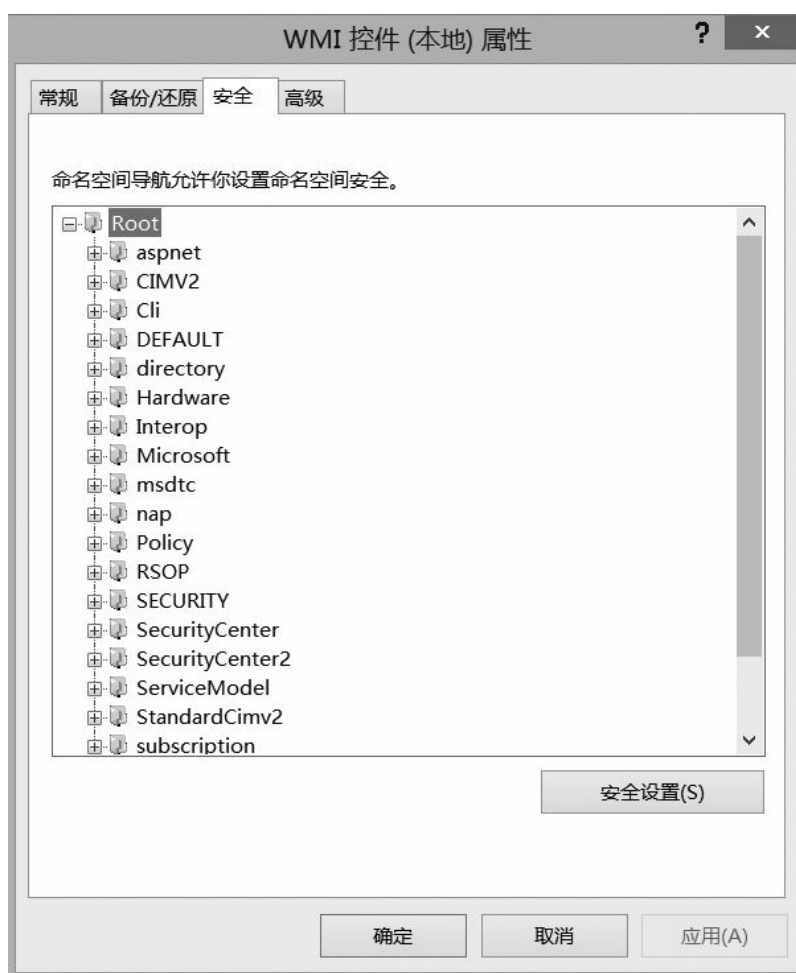 WMI 控件 (本地) 属性
常规 备份/还原 安全 高级
命名空间导航允许你设置命名空间安全。
Root
aspnet
CIMV2
Cli
DEFAULT
directory
Hardware
Interop
Microsoft
msdtc
nap
Policy
RSOP
SECURITY
SecurityCenter
SecurityCenter2
ServiceModel
StandardCimv2
subscription
安全设置(S)
确定 取消 应用(A)